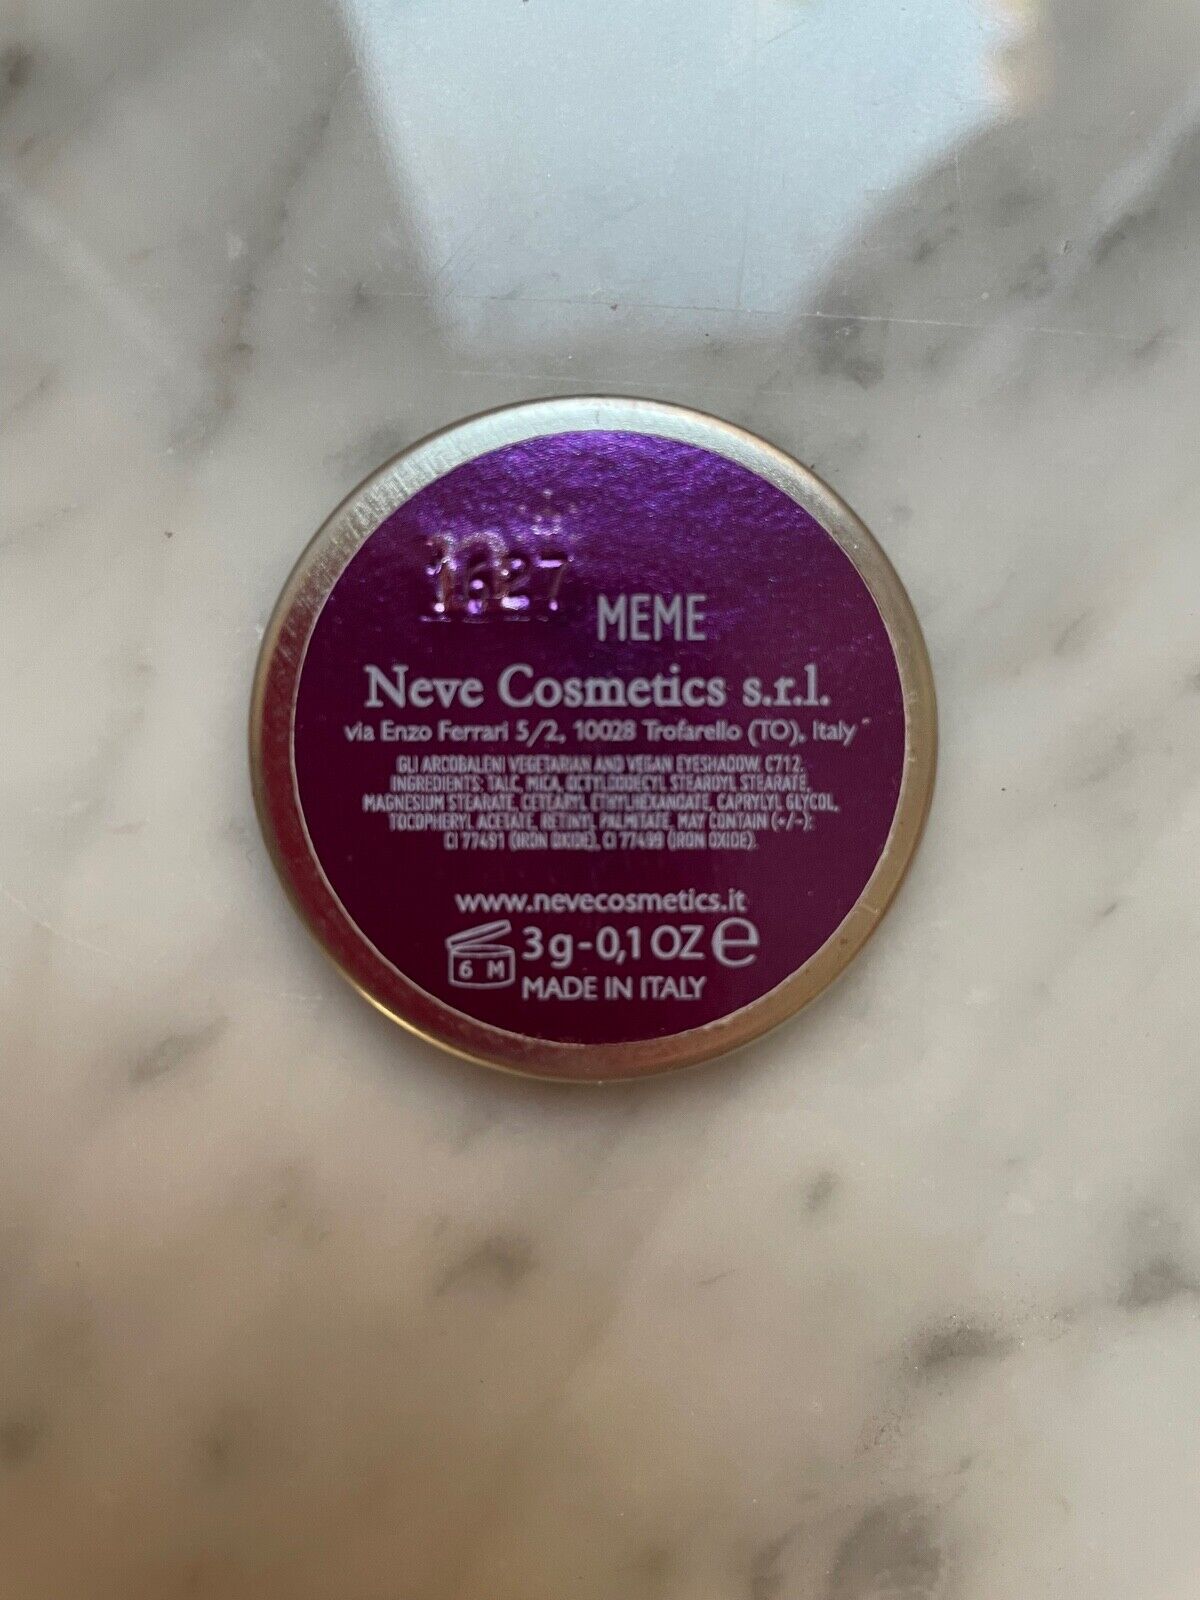 1627
MEME
Neve Cosmetics s.r.l.
via Enzo Ferrari 5/2, 10028 Trofarello (TO), Italy
GLI ARCOBALENI VEGETARIAN AND VEGAN EYESHADOW, C712.
INGREDIENTS: TALC, MICA, OCTYLDODECYL STEAROYL STEARATE,
MAGNESIUM STEARATE, CETEARYL ETHYLHEXANOATE, CAPRYLYL GLYCOL,
TOCOPHERYL ACETATE, RETINYL PALMITATE. MAY CONTAIN (+/-):
CI 77491 (IRON OXIDE), CI 77499 (IRON OXIDE).
www.nevecosmetics.it
6 M 3g-0,1 OZ e
MADE IN ITALY